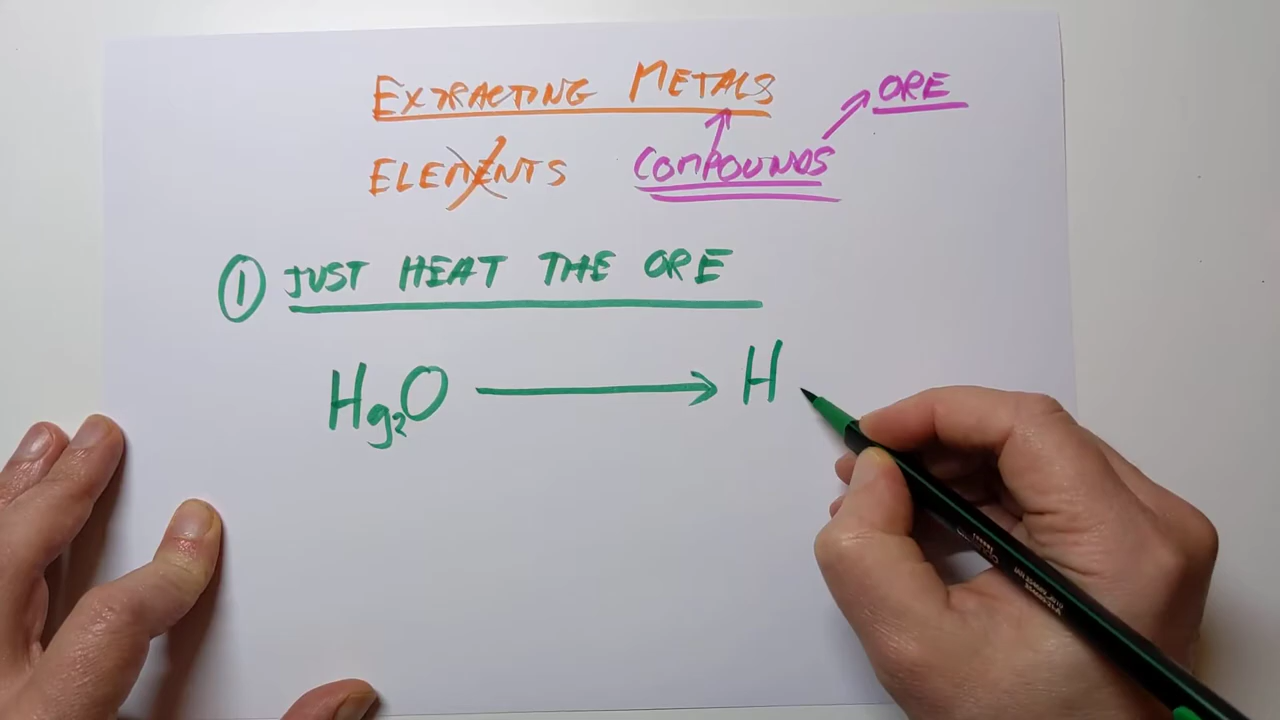 EXTRACTING METALS ORE
ELEMENTS COMPOUNDS
① JUST HEAT THE ORE
Hg₂O → H